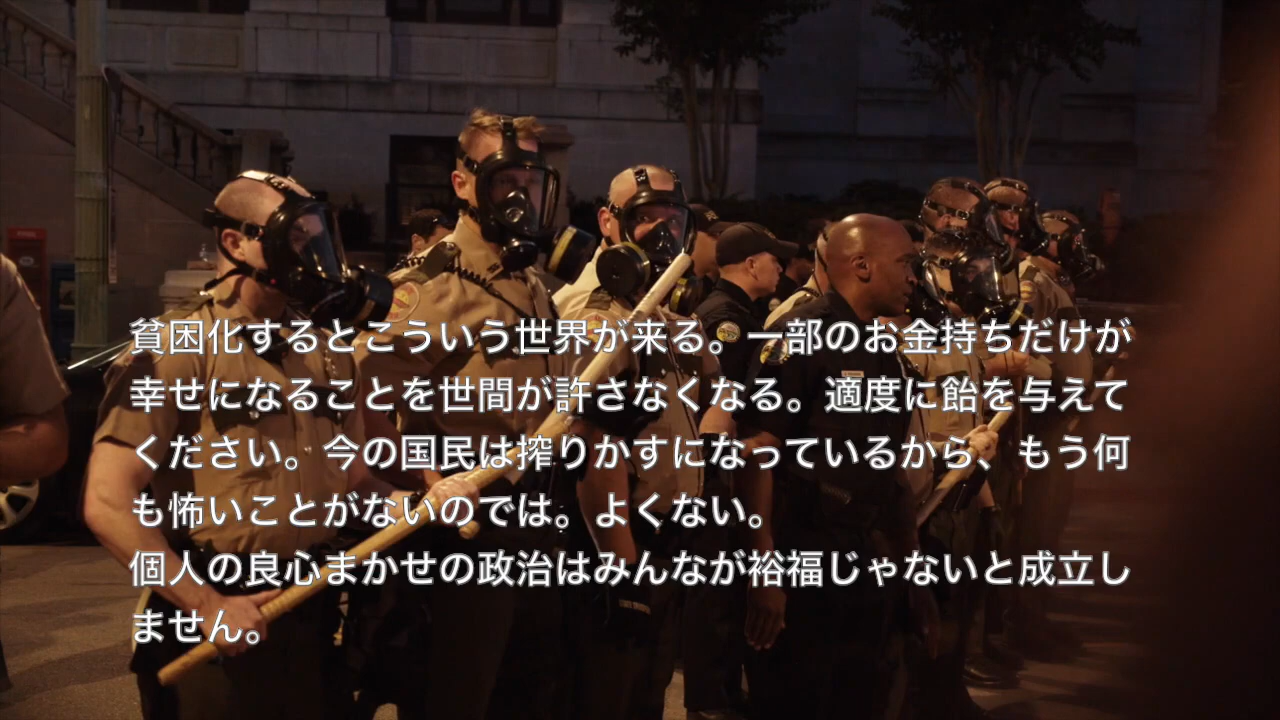 貧困化するとこういう世界が来る。一部のお金持ちだけが
幸せになることを世間が許さなくなる。適度に飴を与えて
ください。今の国民は搾りかすになっているから、もう何
も怖いことがないのでは。よくない。
個人の良心まかせの政治はみんなが裕福じゃないと成立し
ません。